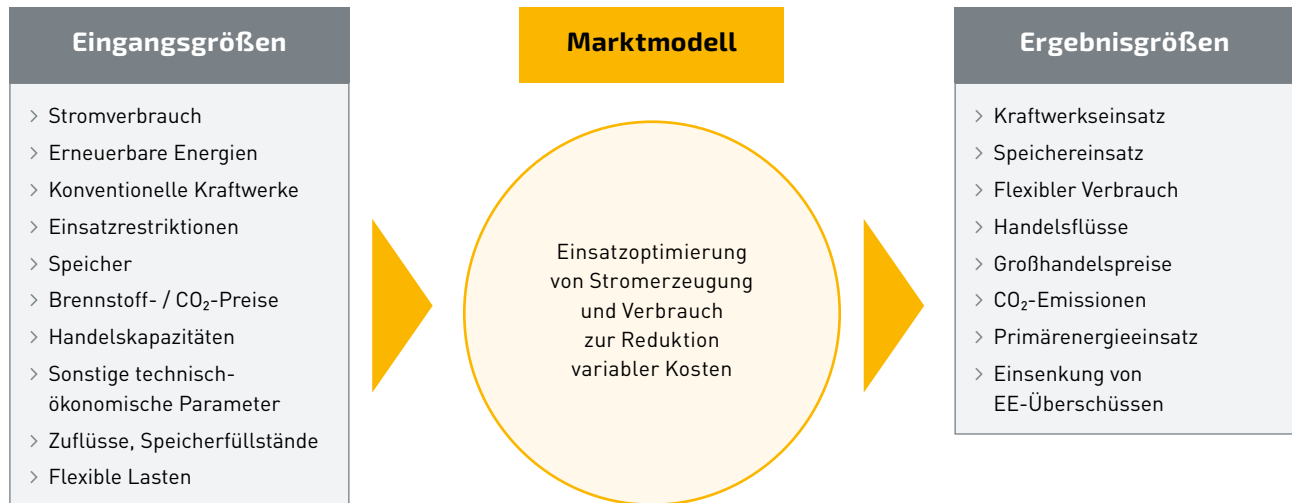 Eingangsgrößen
> Stromverbrauch
> Erneuerbare Energien
> Konventionelle Kraftwerke
> Einsatzrestriktionen
> Speicher
> Brennstoff- / CO₂-Preise
> Handelskapazitäten
> Sonstige technisch-
ökonomische Parameter
> Zuflüsse, Speicherfüllstände
> Flexible Lasten
Marktmodell
Einsatzoptimierung
von Stromerzeugung
und Verbrauch
zur Reduktion
variabler Kosten
Ergebnisgrößen
> Kraftwerkseinsatz
> Speichereinsatz
> Flexibler Verbrauch
> Handelsflüsse
> Großhandelspreise
> CO₂-Emissionen
> Primärenergieeinsatz
> Einsenkung von
EE-Überschüssen